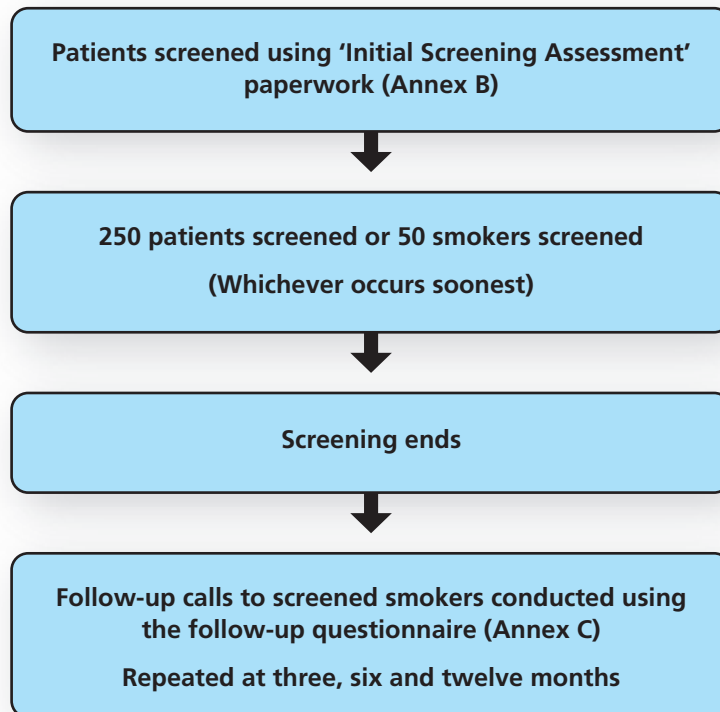 Patients screened using ‘Initial Screening Assessment’
paperwork (Annex B)
250 patients screened or 50 smokers screened
(Whichever occurs soonest)
Screening ends
Follow-up calls to screened smokers conducted using
the follow-up questionnaire (Annex C)
Repeated at three, six and twelve months